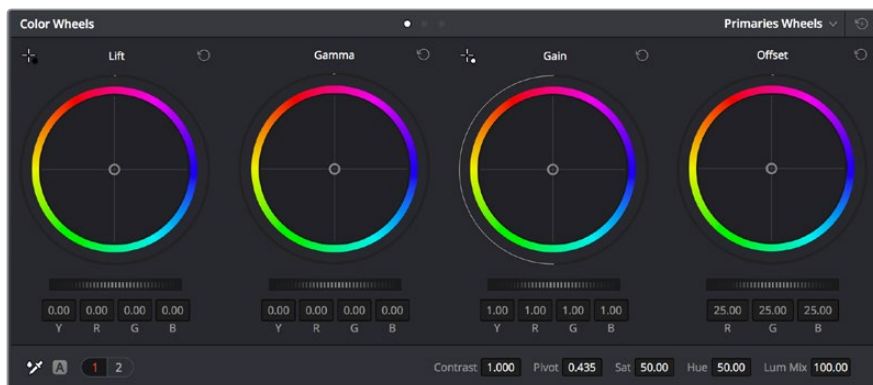 Color Wheels Primaries Wheels
Lift Gamma Gain Offset
0.00 0.00 0.00 0.00 0.00 0.00 0.00 0.00 1.00 1.00 1.00 1.00 25.00 25.00 25.00
Y R G B Y R G B Y R G B R G B
A 1 2 Contrast 1.000 Pivot 0.435 Sat 50.00 Hue 50.00 Lum Mix 100.00